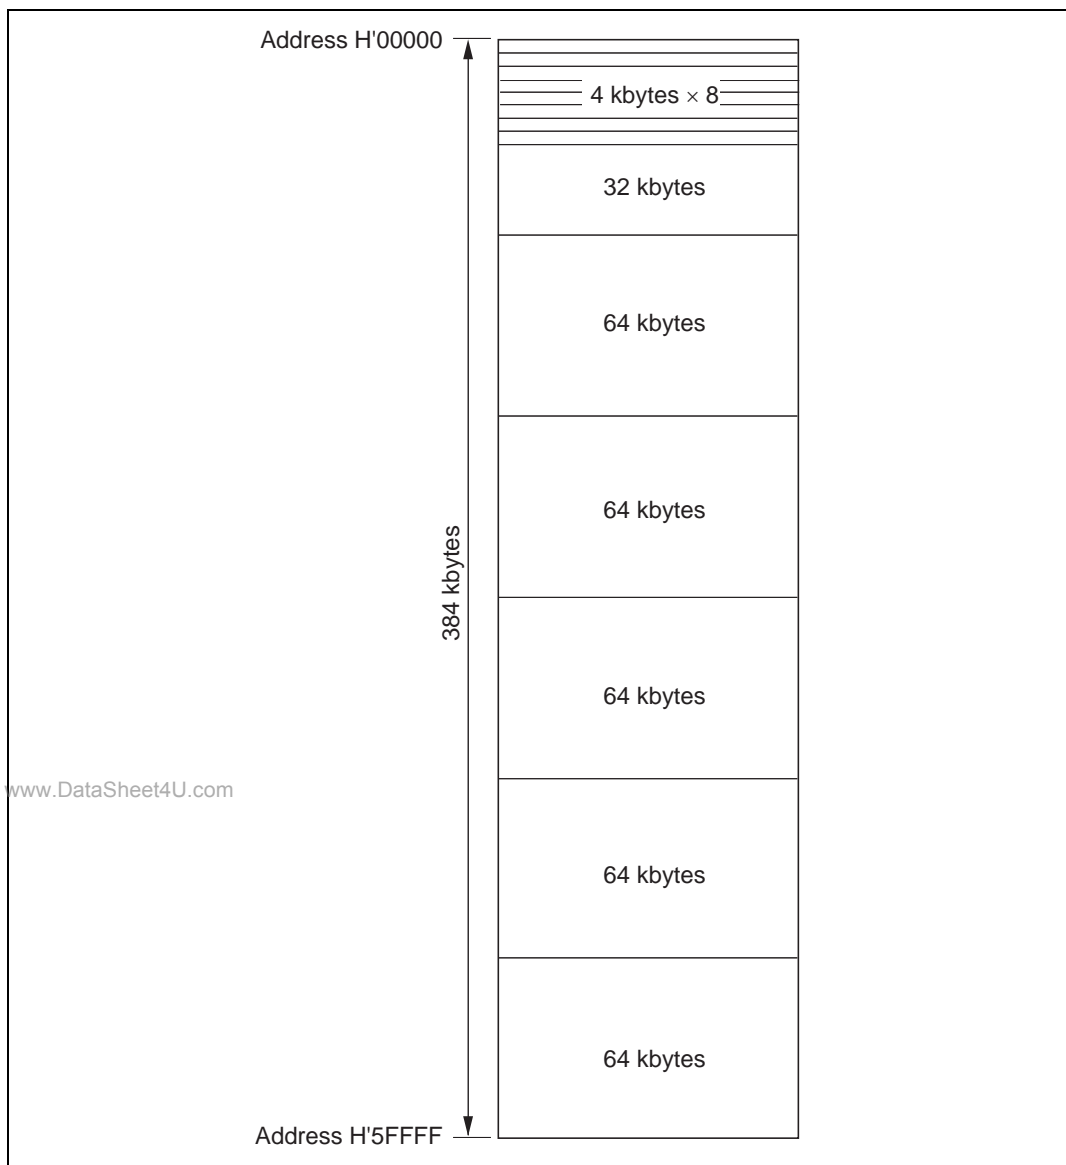 Address H'00000
4 kbytes × 8
32 kbytes
64 kbytes
64 kbytes
384 kbytes
64 kbytes
www.DataSheet4U.com
64 kbytes
64 kbytes
Address H'5FFFF